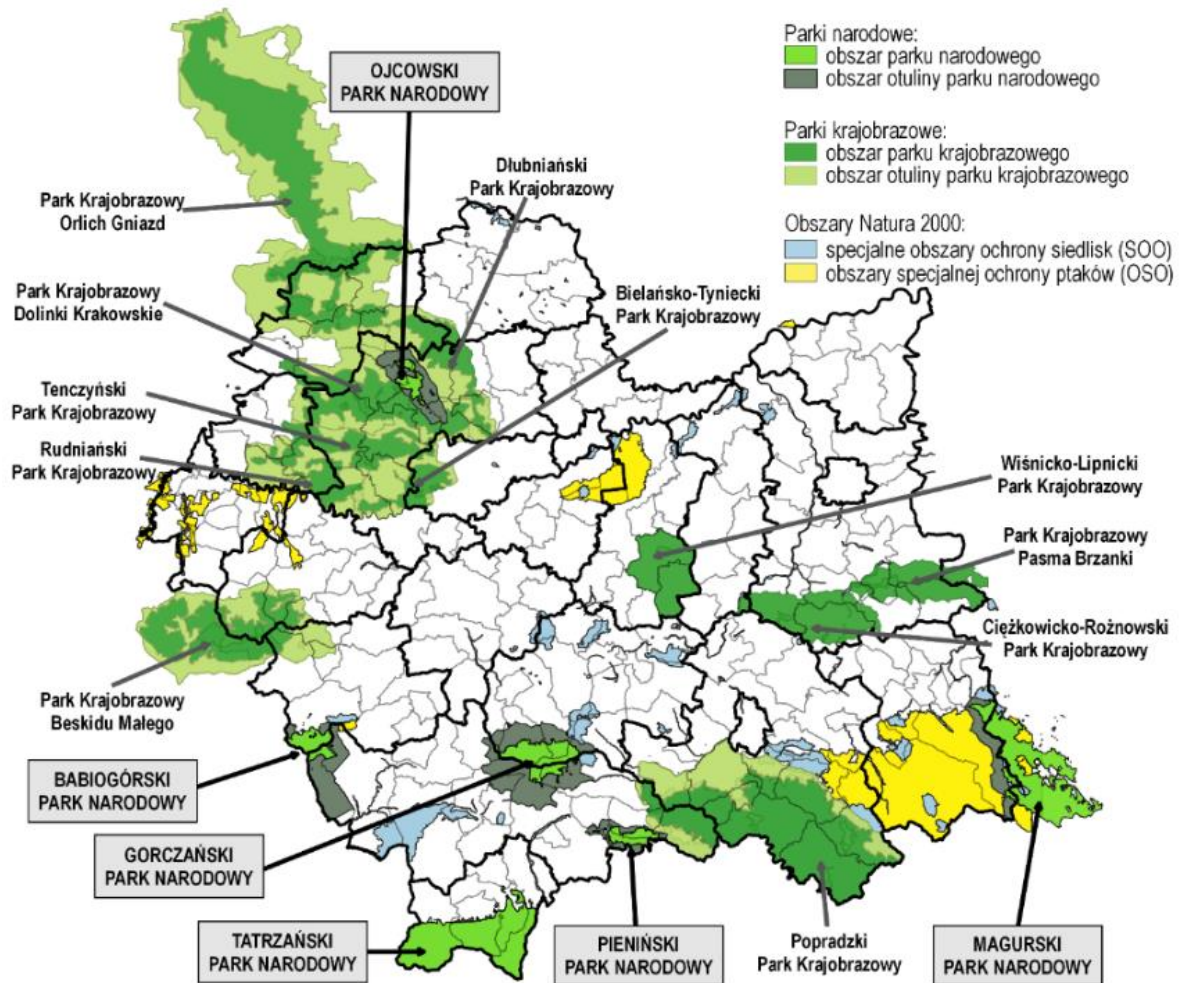 Parki narodowe:
obszar parku narodowego
obszar otuliny parku narodowego
Parki krajobrazowe:
obszar parku krajobrazowego
obszar otuliny parku krajobrazowego
Obszary Natura 2000:
specjalne obszary ochrony siedlisk (SOO)
obszary specjalnej ochrony ptaków (OSO)
OJCOWSKI
PARK NARODOWY
Dłubniański
Park Krajobrazowy
Park Krajobrazowy
Orlich Gniazd
Park Krajobrazowy
Dolinki Krakowskie
Bielańsko-Tyniecki
Park Krajobrazowy
Tenczyński
Park Krajobrazowy
Rudniański
Park Krajobrazowy
Wiśnicko-Lipnicki
Park Krajobrazowy
Park Krajobrazowy
Pasma Brzanki
Ciężkowicko-Rożnowski
Park Krajobrazowy
Park Krajobrazowy
Beskidu Małego
BABIOGÓRSKI
PARK NARODOWY
GORCZAŃSKI
PARK NARODOWY
TATRZAŃSKI
PARK NARODOWY
PIENIŃSKI
PARK NARODOWY
Popradzki
Park Krajobrazowy
MAGURSKI
PARK NARODOWY